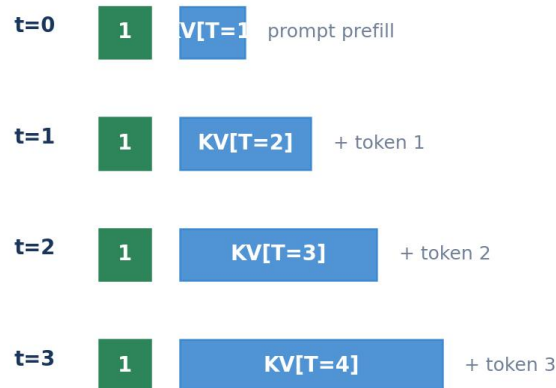 t=0 1 KV[T=1 prompt prefill
t=1 1 KV[T=2] + token 1
t=2 1 KV[T=3] + token 2
t=3 1 KV[T=4] + token 3